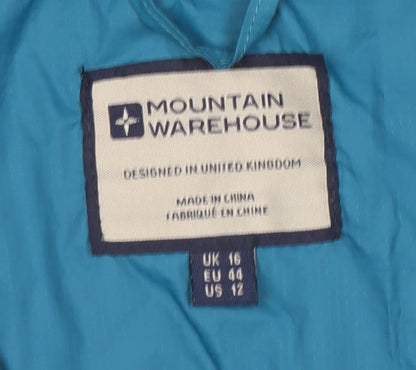 MOUNTAIN
WAREHOUSE
DESIGNED IN UNITED KINGDOM
MADE IN CHINA
FABRIQUÉ EN CHINE
UK 16
EU 44
US 12